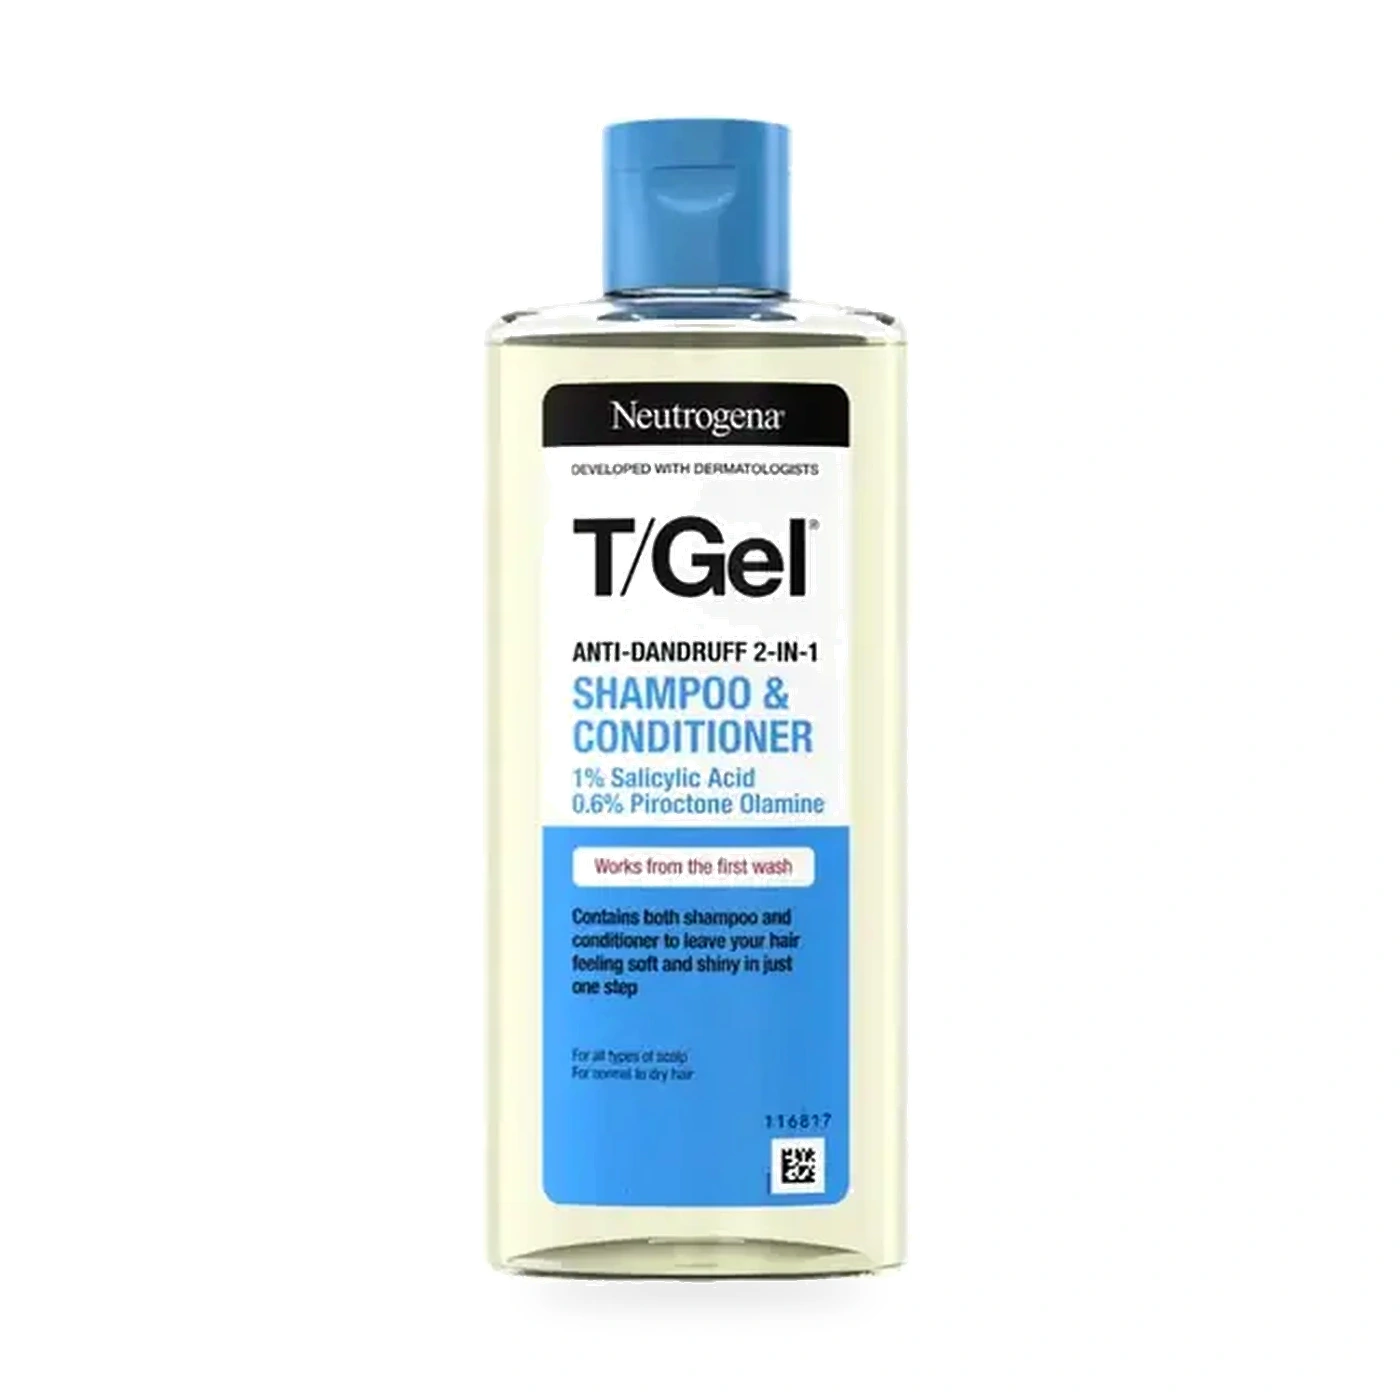 Neutrogena®
DEVELOPED WITH DERMATOLOGISTS
T/Gel®
ANTI-DANDRUFF 2-IN-1
SHAMPOO &
CONDITIONER
1% Salicylic Acid
0.6% Piroctone Olamine
Works from the first wash
Contains both shampoo and
conditioner to leave your hair
feeling soft and shiny in just
one step
For all types of scalp
For normal to dry hair
116817